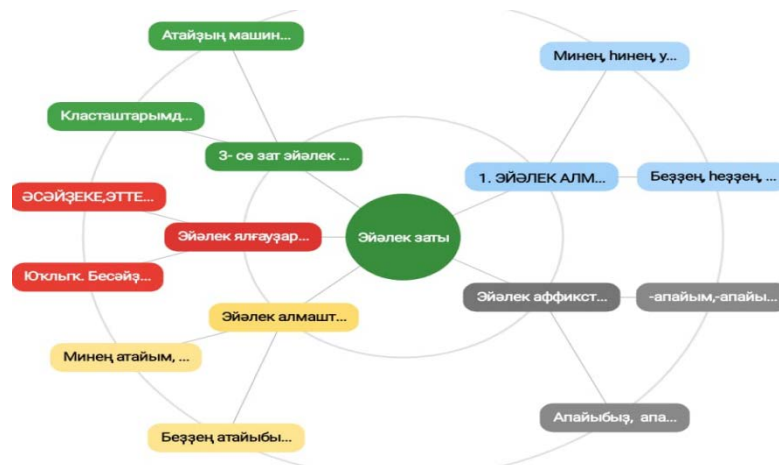 Атайҙың машин...
Минең, һинең, у...
Класташтарымд...
3- сө зат эйәлек ...
1. ЭЙӘЛЕК АЛМ...
Беҙҙең, һеҙҙең, ...
ӘСӘЙҘЕКЕ,ЭТТЕ...
Эйәлек ялғауҙар...
Эйәлек заты
Юҡлыҡ. Бесәйҙ...
Эйәлек аффикст...
-апайым,-апайы...
Эйәлек алмашт...
Минең атайым, ...
Беҙҙең атайыбы...
Апайыбыҙ, апа...